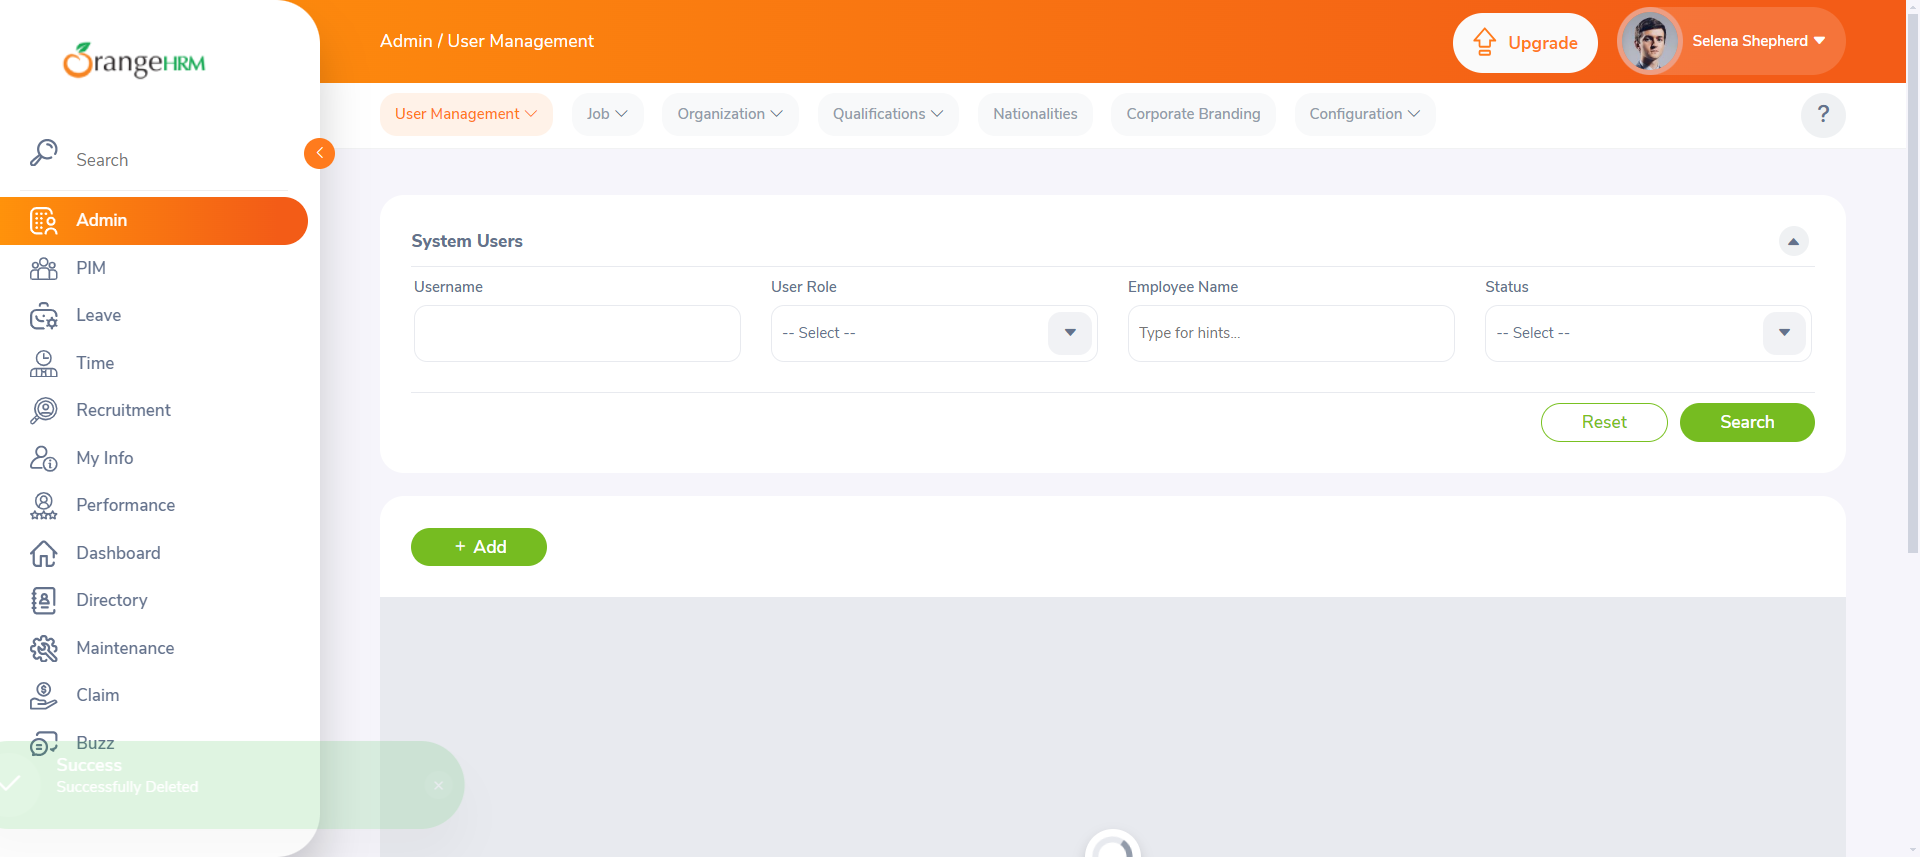 OrangeHRM
Admin / User Management
Upgrade
Selena Shepherd
User Management
Job
Organization
Qualifications
Nationalities
Corporate Branding
Configuration
?
Search
Admin
PIM
Leave
Time
Recruitment
My Info
Performance
Dashboard
Directory
Maintenance
Claim
Buzz
System Users
Username
User Role
Employee Name
Status
-- Select --
Type for hints...
-- Select --
Reset
Search
+ Add
Success
Successfully Deleted
×